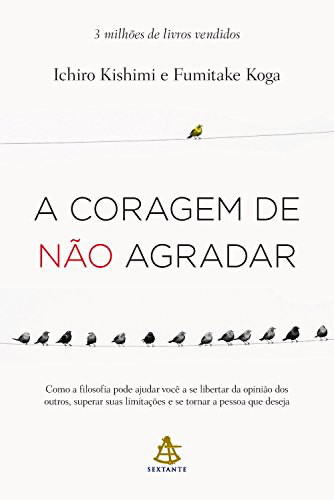 3 milhões de livros vendidos
Ichiro Kishimi e Fumitake Koga
A CORAGEM DE
NÃO AGRADAR
Como a filosofia pode ajudar você a se libertar da opinião dos
outros, superar suas limitações e se tornar a pessoa que deseja
SEXTANTE